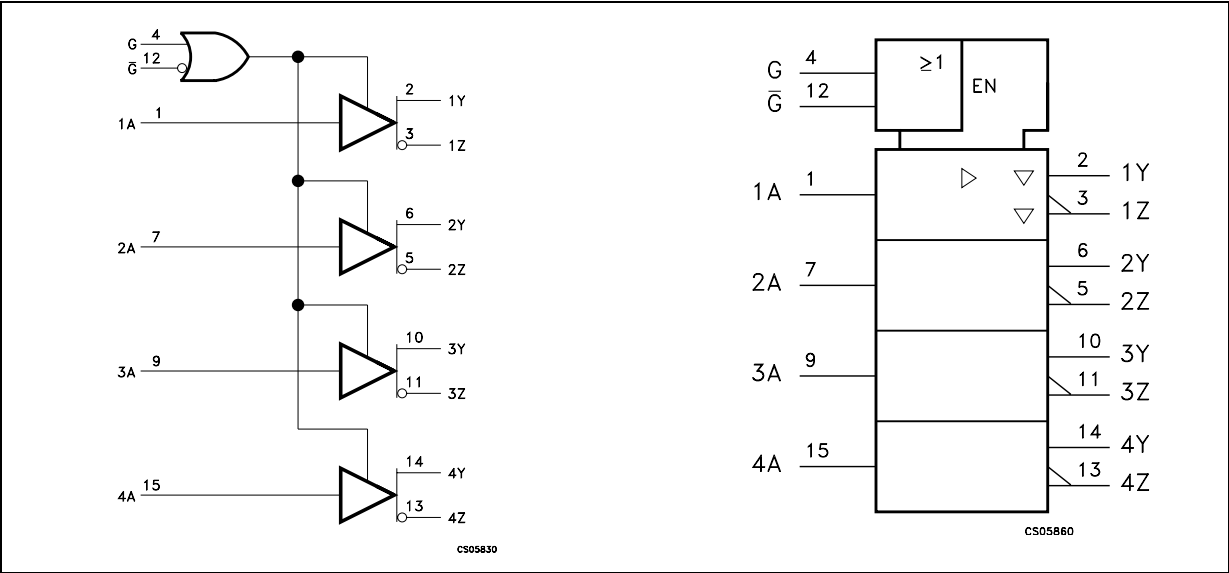 G 4
G̅ 12
1A 1
2 1Y
3 1Z
6 2Y
2A 7
5 2Z
10 3Y
3A 9
11 3Z
14 4Y
4A 15
13 4Z
CS05830
G 4
G̅ 12
≥1
EN
1A 1
2 1Y
3 1Z
2A 7
6 2Y
5 2Z
3A 9
10 3Y
11 3Z
4A 15
14 4Y
13 4Z
CS05860